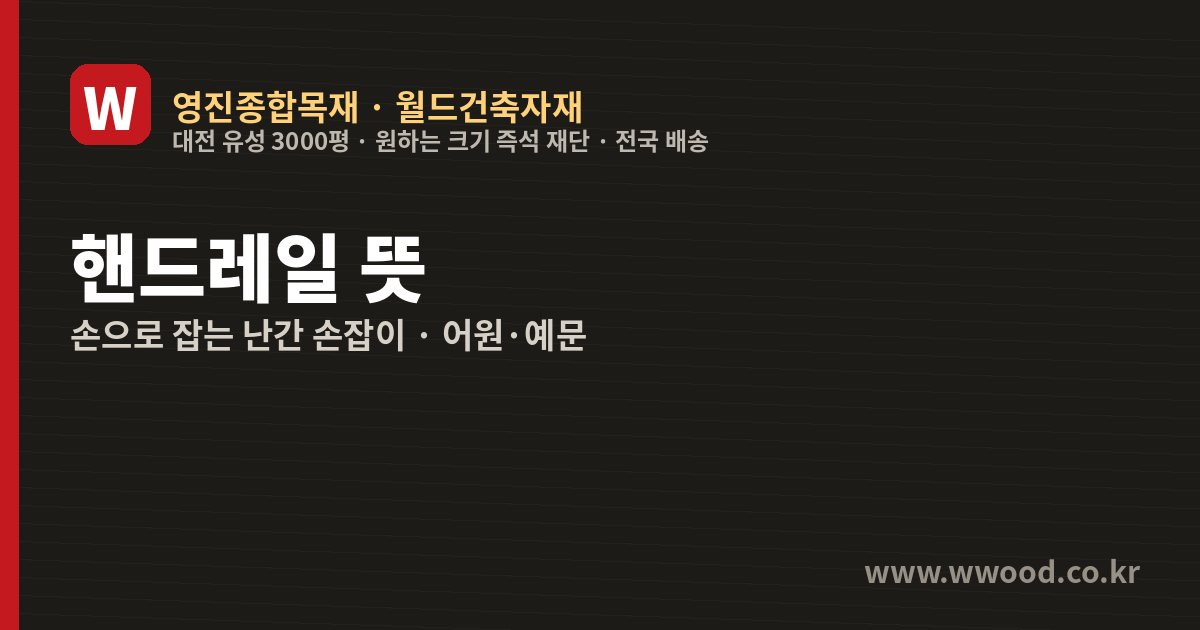 W
영진종합목재 · 월드건축자재
대전 유성 3000평 · 원하는 크기 즉석 재단 · 전국 배송
핸드레일 뜻
손으로 잡는 난간 손잡이 · 어원·예문
www.wwood.co.kr